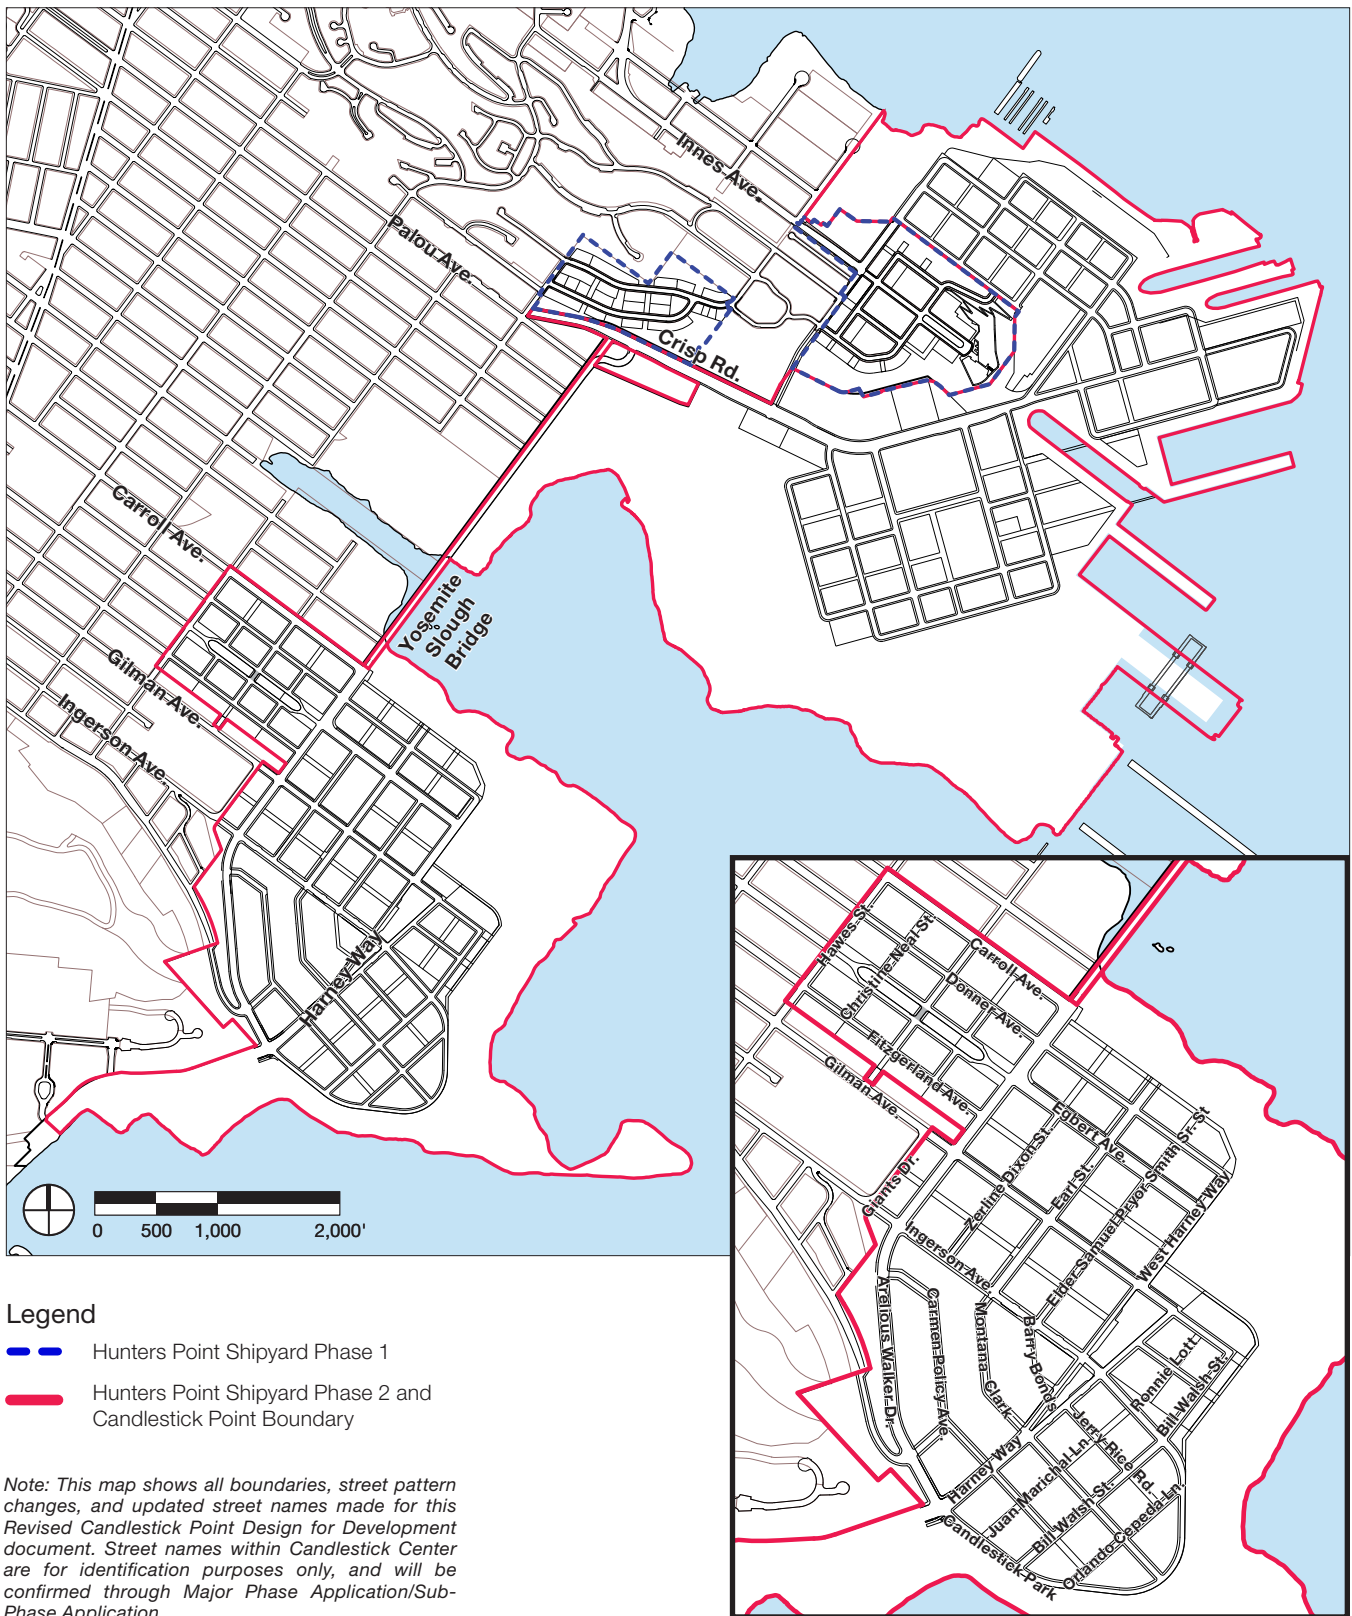 Innes Ave.
Palou Ave.
Crisp Rd.
Carroll Ave.
Yosemite
Slough
Bridge
Gilman Ave.
Ingerson Ave.
Harney Way
0 500 1,000 2,000'
Hawes St.
Christine Neal St.
Carroll Ave.
Donner Ave.
Fitzgerland Ave.
Gilman Ave.
Egbert Ave.
Giants Dr.
Zerline Dixon St.
Earl St.
Elder Samuel Pryor Smith Sr. St
West Harney Way
Ingerson Ave.
Arelious Walker Dr.
Carmen Policy Ave.
Montana Clark
Barry Bonds
Ronnie Lott
Bill Walsh St.
Jerry Rice Rd.
Harney Way
Juan Marichal Ln
Bill Walsh St.
Orlando Cepeda Ln.
Candlestick Park
Legend
Hunters Point Shipyard Phase 1
Hunters Point Shipyard Phase 2 and
Candlestick Point Boundary
Note: This map shows all boundaries, street pattern
changes, and updated street names made for this
Revised Candlestick Point Design for Development
document. Street names within Candlestick Center
are for identification purposes only, and will be
confirmed through Major Phase Application/Sub-
Phase Application.